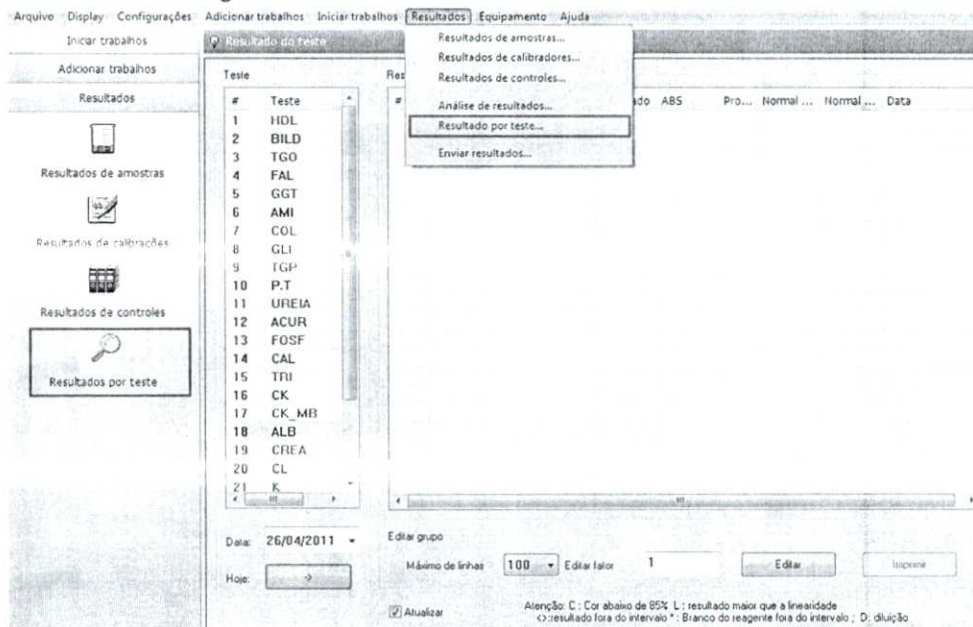 Arquivo Display Configurações Adicionar trabalhos Iniciar trabalhos Resultados Equipamento Ajuda
Iniciar trabalhos
Adicionar trabalhos
Resultados
Resultados de amostras
Resultados de calibrações
Resultados de controles
Resultados por teste
Resultado do teste
Resultados de amostras...
Resultados de calibradores...
Resultados de controles...
Análise de resultados...
Resultado por teste...
Enviar resultados...
Teste
# Teste
1 HDL
2 BILD
3 TGO
4 FAL
5 GGT
6 AMI
7 COL
8 GLI
9 TGP
10 P.T
11 UREIA
12 ACUR
13 FOSF
14 CAL
15 TRI
16 CK
17 CK_MB
18 ALB
19 CREA
20 CL
21 K
Res
# ado ABS Pro... Normal ... Normal ... Data
Data: 26/04/2011
Hoje: ->
Editar grupo
Máximo de linhas 100 Editar fator 1 Editar Imprimir
Atualizar
Atenção: C : Cor abaixo de 85% L : resultado maior que a linearidade
<>:resultado fora do intervalo * : Branco do reagente fora do intervalo ; D: diluição